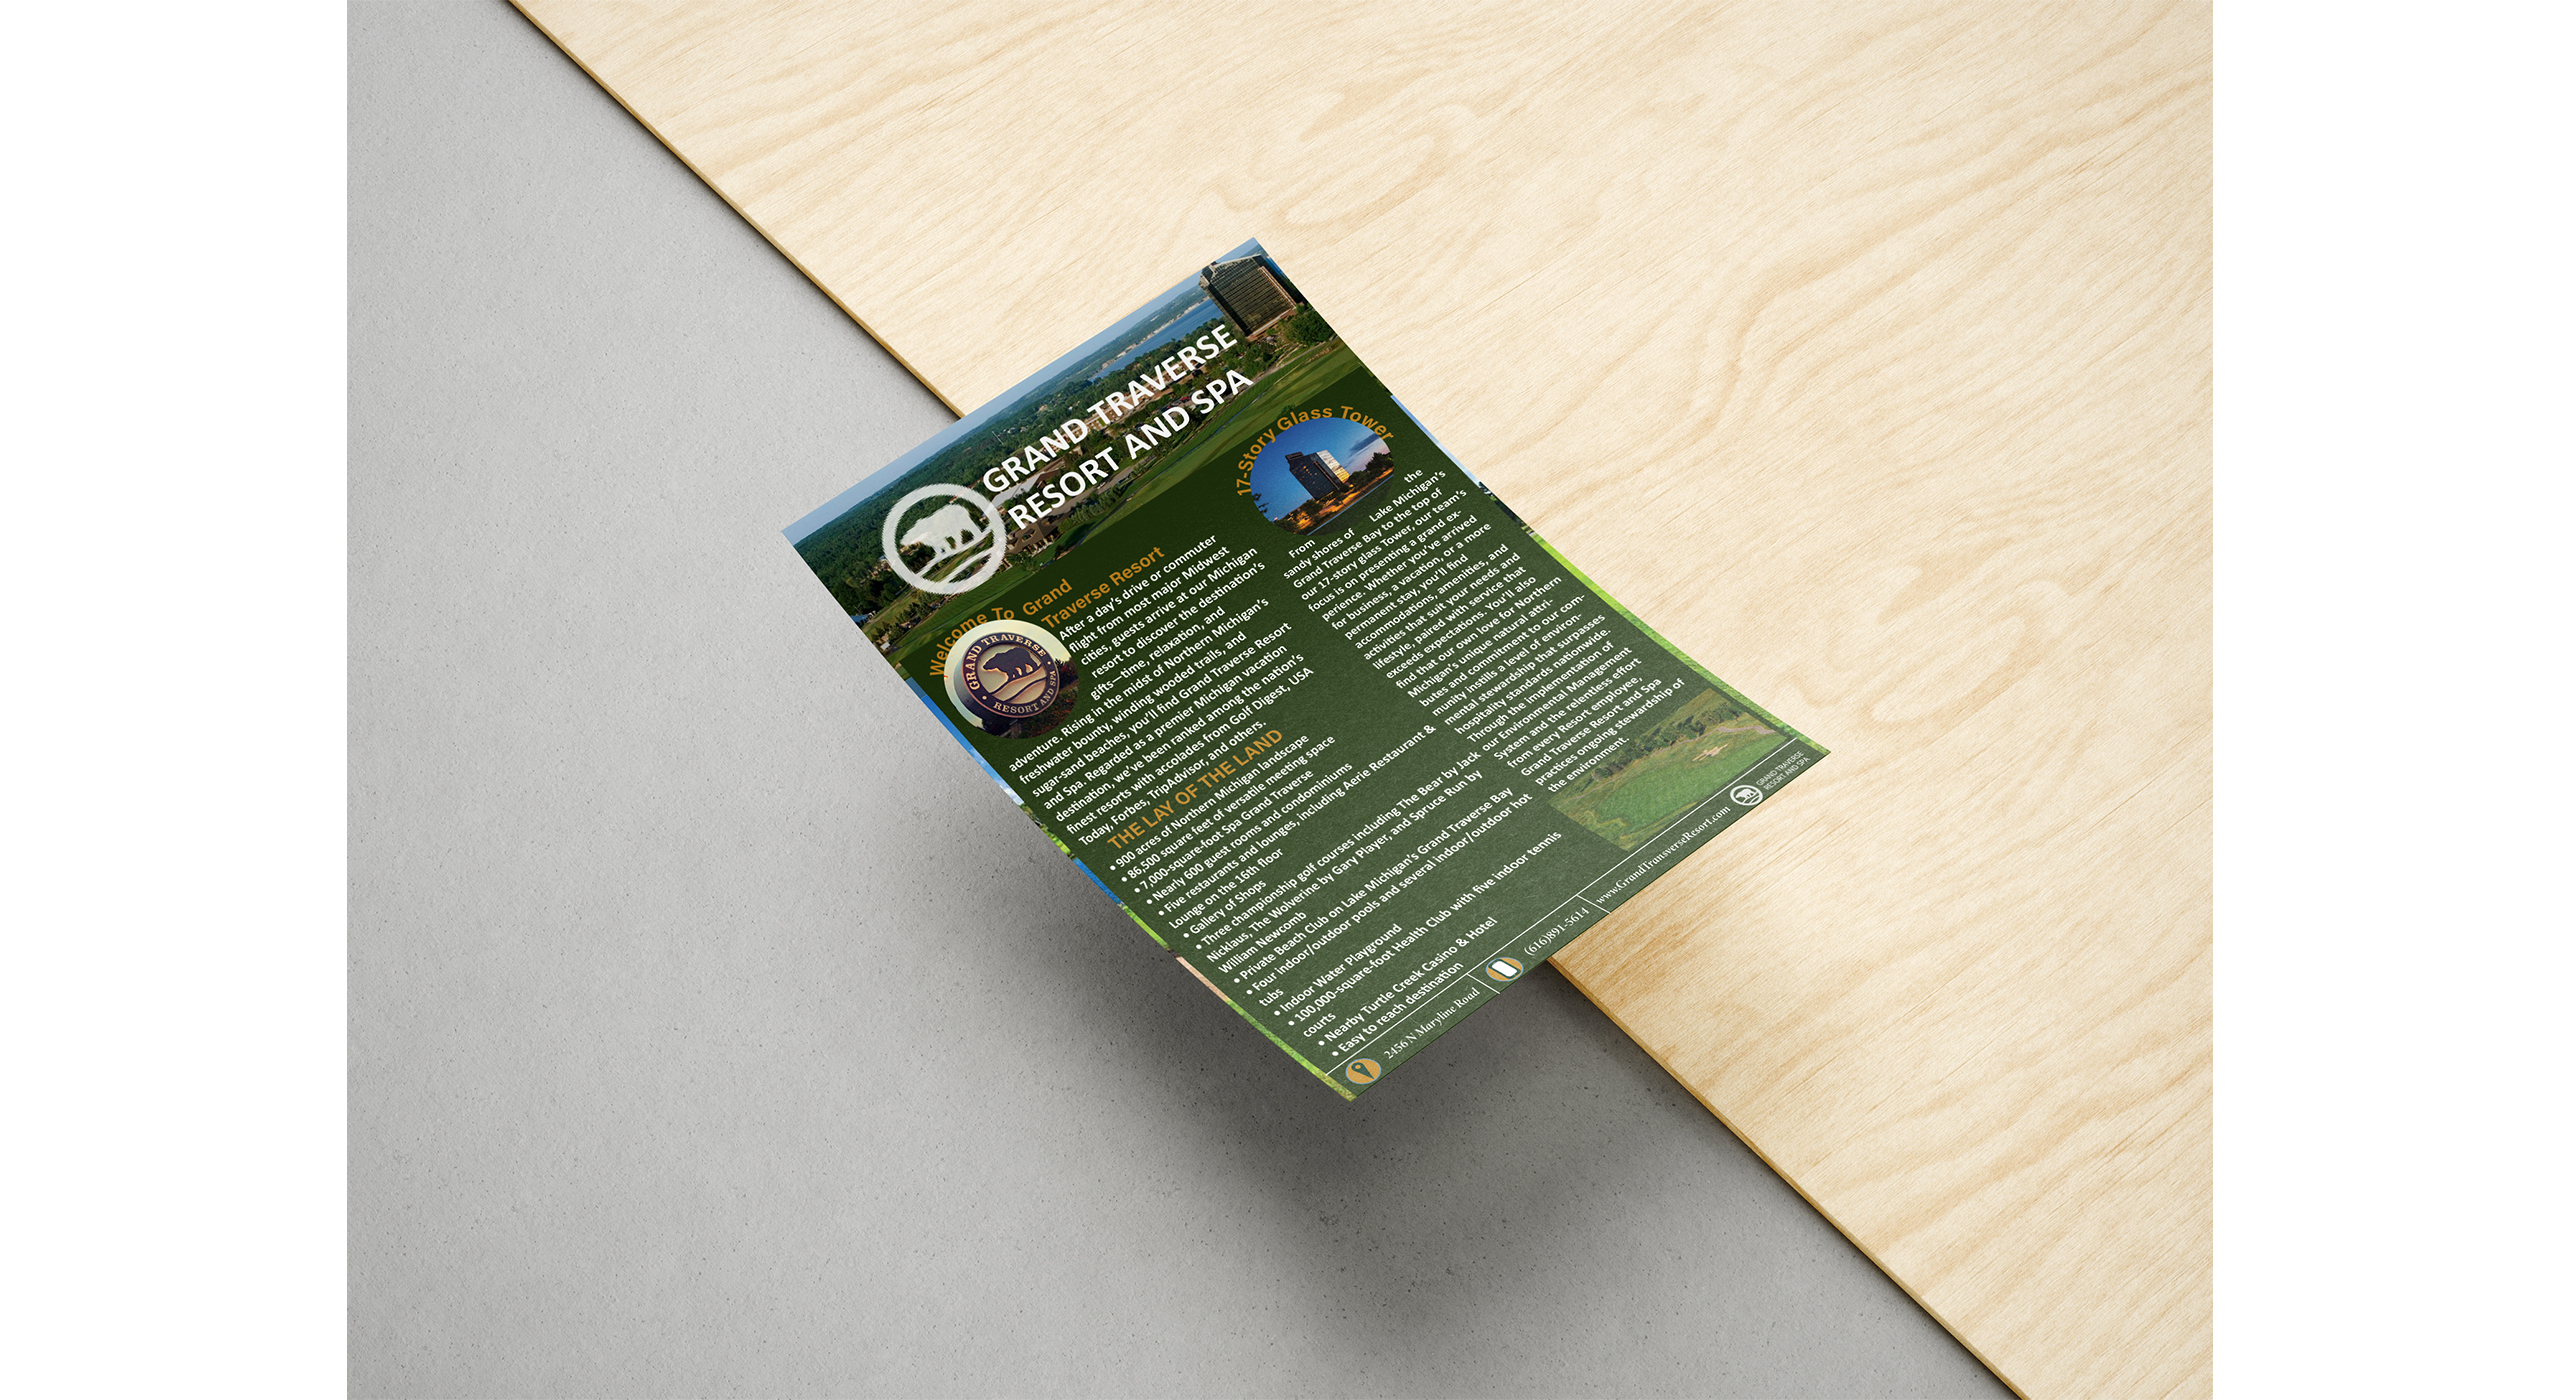 GRAND TRAVERSE
RESORT AND SPA
Welcome To Grand
Traverse Resort
GRAND TRAVERSE
RESORT AND SPA
After a day's drive or commuter
flight from most major Midwest
cities, guests arrive at our Michigan
resort to discover the destination's
gifts—time, relaxation, and
adventure. Rising in the midst of Northern Michigan's
freshwater bounty, winding wooded trails, and
sugar-sand beaches, you'll find Grand Traverse Resort
and Spa. Regarded as a premier Michigan vacation
destination, we've been ranked among the nation's
finest resorts with accolades from Golf Digest, USA
Today, Forbes, TripAdvisor, and others.
THE LAY OF THE LAND
• 900 acres of Northern Michigan landscape
• 86,500 square feet of versatile meeting space
• 7,000-square-foot Spa Grand Traverse
• Nearly 600 guest rooms and condominiums
• Five restaurants and lounges, including Aerie Restaurant &
Lounge on the 16th floor
• Gallery of Shops
• Three championship golf courses including The Bear by Jack
Nicklaus, The Wolverine by Gary Player, and Spruce Run by
William Newcomb
• Private Beach Club on Lake Michigan's Grand Traverse Bay
• Four indoor/outdoor pools and several indoor/outdoor hot
tubs
• Indoor Water Playground
• 100,000-square-foot Health Club with five indoor tennis
courts
• Nearby Turtle Creek Casino & Hotel
• Easy to reach destination
17-Story Glass Tower
From the
sandy shores of Lake Michigan's
Grand Traverse Bay to the top of
our 17-story glass Tower, our team's
focus is on presenting a grand ex-
perience. Whether you've arrived
for business, a vacation, or a more
permanent stay, you'll find
accommodations, amenities, and
activities that suit your needs and
lifestyle, paired with service that
exceeds expectations. You'll also
find that our own love for Northern
Michigan's unique natural attri-
butes and commitment to our com-
munity instills a level of environ-
mental stewardship that surpasses
hospitality standards nationwide.
Through the implementation of
our Environmental Management
System and the relentless effort
from every Resort employee,
Grand Traverse Resort and Spa
practices ongoing stewardship of
the environment.
2456 N Maryline Road
(616)891-5614
www.GrandTransverseResort.com
GRAND TRAVERSE
RESORT AND SPA